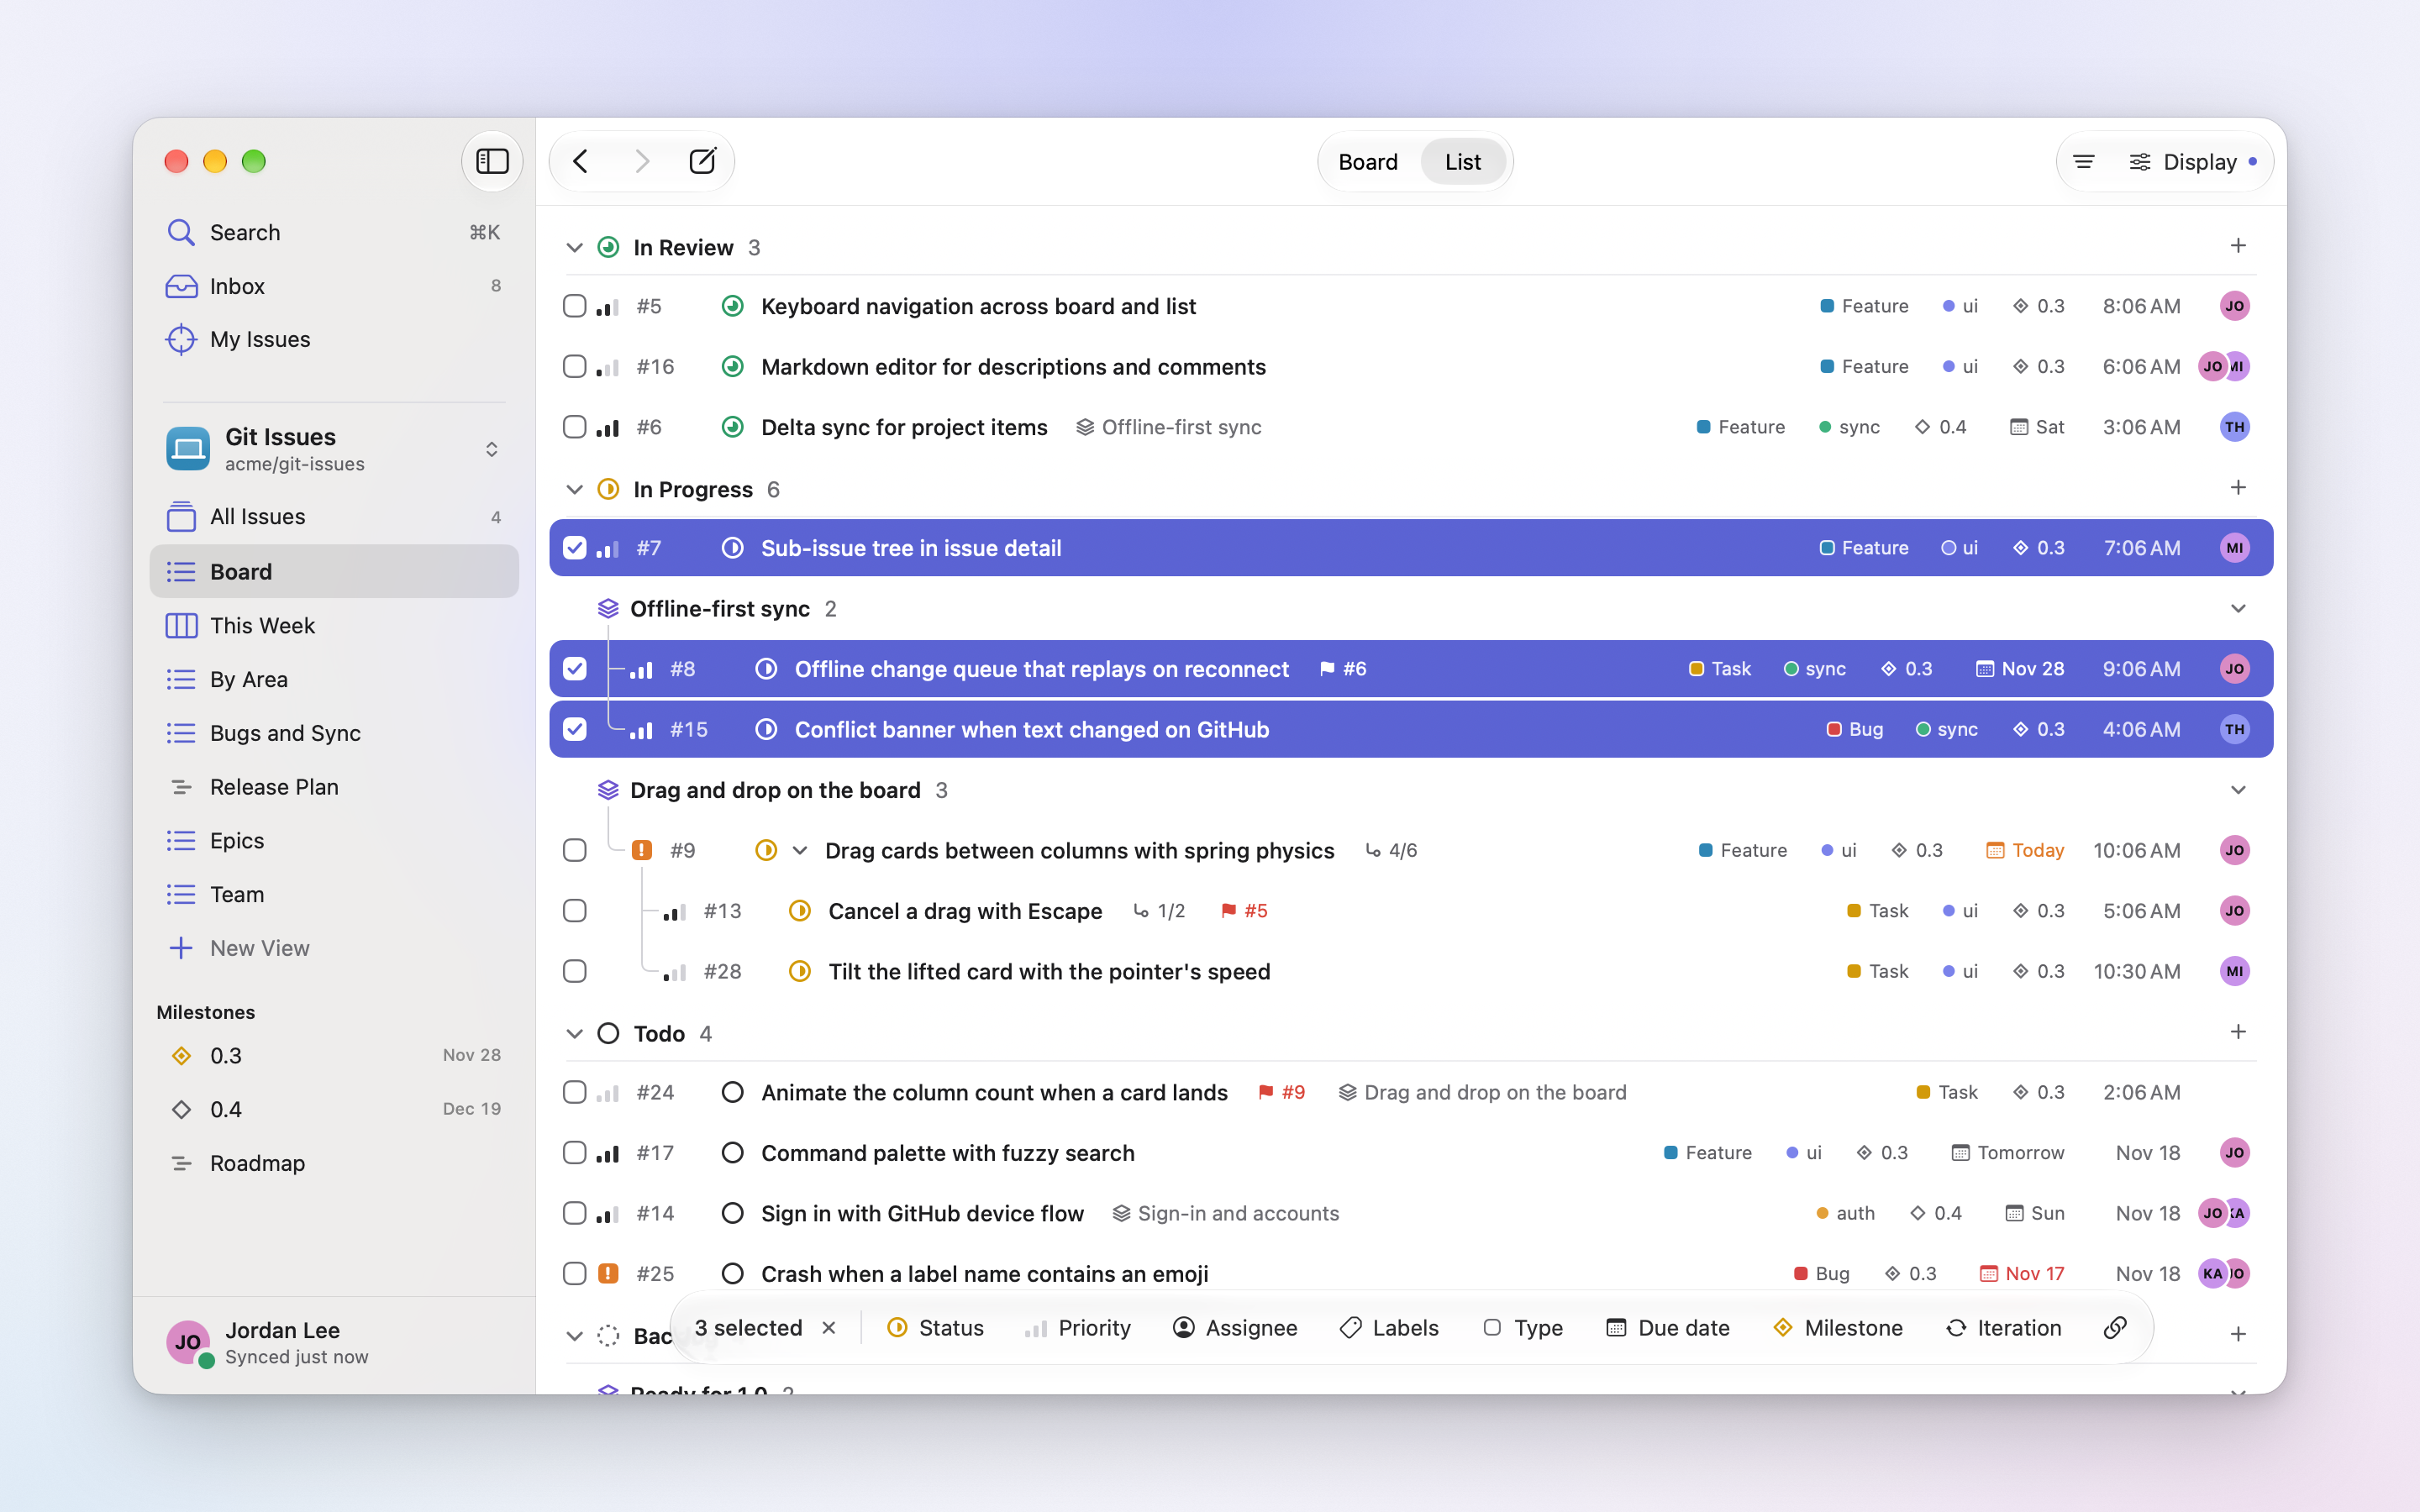 Search ⌘K
Inbox 8
My Issues
Git Issues
acme/git-issues
All Issues 4
Board
This Week
By Area
Bugs and Sync
Release Plan
Epics
Team
New View
Milestones
0.3 Nov 28
0.4 Dec 19
Roadmap
JO Jordan Lee
Synced just now
Board List Display
In Review 3
#5 Keyboard navigation across board and list Feature ui 0.3 8:06 AM JO
#16 Markdown editor for descriptions and comments Feature ui 0.3 6:06 AM JO MI
#6 Delta sync for project items Offline-first sync Feature sync 0.4 Sat 3:06 AM TH
In Progress 6
#7 Sub-issue tree in issue detail Feature ui 0.3 7:06 AM MI
Offline-first sync 2
#8 Offline change queue that replays on reconnect #6 Task sync 0.3 Nov 28 9:06 AM JO
#15 Conflict banner when text changed on GitHub Bug sync 0.3 4:06 AM TH
Drag and drop on the board 3
#9 Drag cards between columns with spring physics 4/6 Feature ui 0.3 Today 10:06 AM JO
#13 Cancel a drag with Escape 1/2 #5 Task ui 0.3 5:06 AM JO
#28 Tilt the lifted card with the pointer's speed Task ui 0.3 10:30 AM MI
Todo 4
#24 Animate the column count when a card lands #9 Drag and drop on the board Task 0.3 2:06 AM
#17 Command palette with fuzzy search Feature ui 0.3 Tomorrow Nov 18 JO
#14 Sign in with GitHub device flow Sign-in and accounts auth 0.4 Sun Nov 18 JO KA
#25 Crash when a label name contains an emoji Bug 0.3 Nov 17 Nov 18 KA JO
3 selected Status Priority Assignee Labels Type Due date Milestone Iteration
Ready for 1.0 2